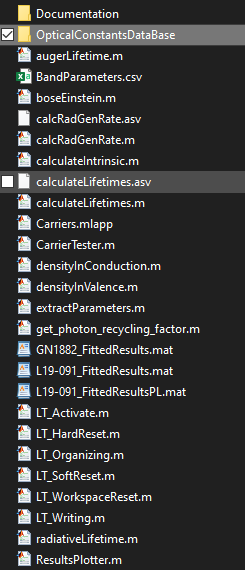 Documentation
OpticalConstantsDataBase
augerLifetime.m
BandParameters.csv
boseEinstein.m
calcRadGenRate.asv
calcRadGenRate.m
calculateIntrinsic.m
calculateLifetimes.asv
calculateLifetimes.m
Carriers.mlapp
CarrierTester.m
densityInConduction.m
densityInValence.m
extractParameters.m
get_photon_recycling_factor.m
GN1882_FittedResults.mat
L19-091_FittedResults.mat
L19-091_FittedResultsPL.mat
LT_Activate.m
LT_HardReset.m
LT_Organizing.m
LT_SoftReset.m
LT_WorkspaceReset.m
LT_Writing.m
radiativeLifetime.m
ResultsPlotter.m